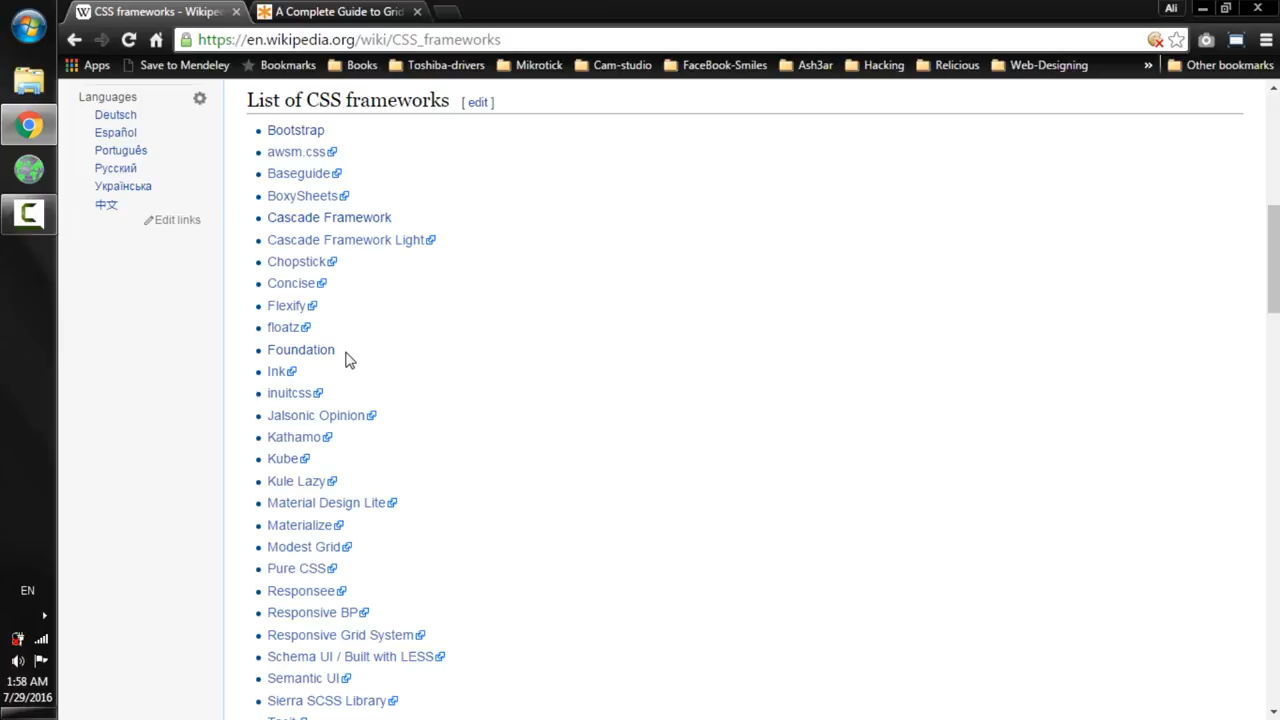 CSS frameworks - Wikipe
A Complete Guide to Grid
Ali
https://en.wikipedia.org/wiki/CSS_frameworks
Apps
Save to Mendeley
Bookmarks
Books
Toshiba-drivers
Mikrotick
Cam-studio
FaceBook-Smiles
Ash3ar
Hacking
Relicious
Web-Designing
»
Other bookmarks
Languages
Deutsch
Español
Português
Русский
Українська
中文
Edit links
List of CSS frameworks [ edit ]
Bootstrap
awsm.css
Baseguide
BoxySheets
Cascade Framework
Cascade Framework Light
Chopstick
Concise
Flexify
floatz
Foundation
Ink
inuitcss
Jalsonic Opinion
Kathamo
Kube
Kule Lazy
Material Design Lite
Materialize
Modest Grid
Pure CSS
Responsee
Responsive BP
Responsive Grid System
Schema UI / Built with LESS
Semantic UI
Sierra SCSS Library
EN
1:58 AM
7/29/2016